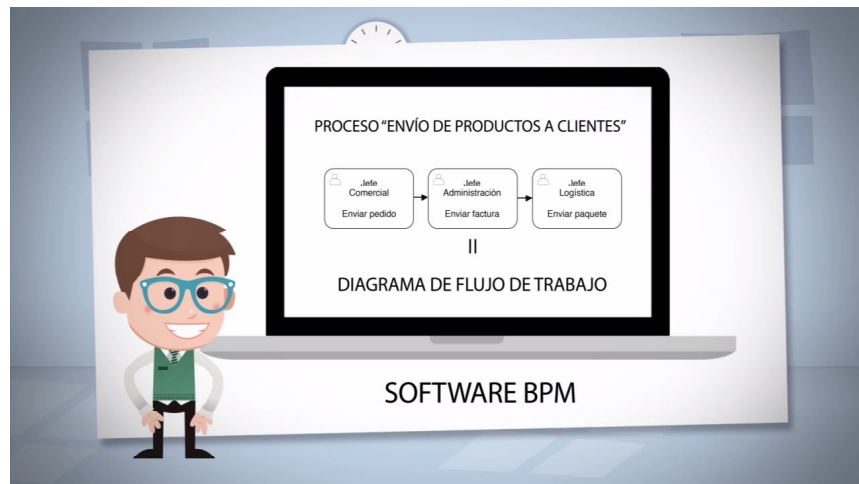 PROCESO “ENVÍO DE PRODUCTOS A CLIENTES”
Jefe
Comercial
Enviar pedido
Jefe
Administración
Enviar factura
Jefe
Logística
Enviar paquete
=
DIAGRAMA DE FLUJO DE TRABAJO
SOFTWARE BPM